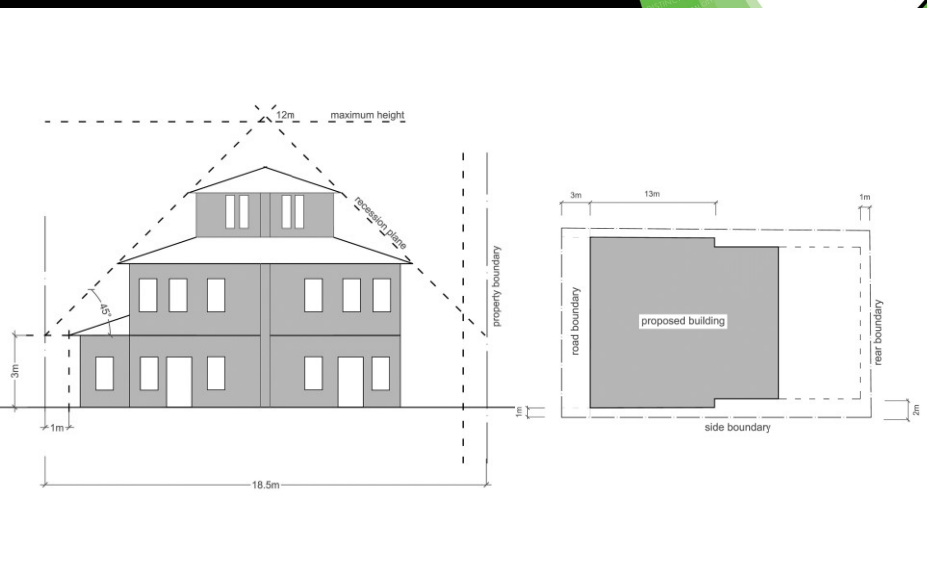 12m
maximum height
recession plane
property boundary
45°
3m
1m
18.5m
3m
13m
1m
road boundary
proposed building
rear boundary
1m
2m
side boundary